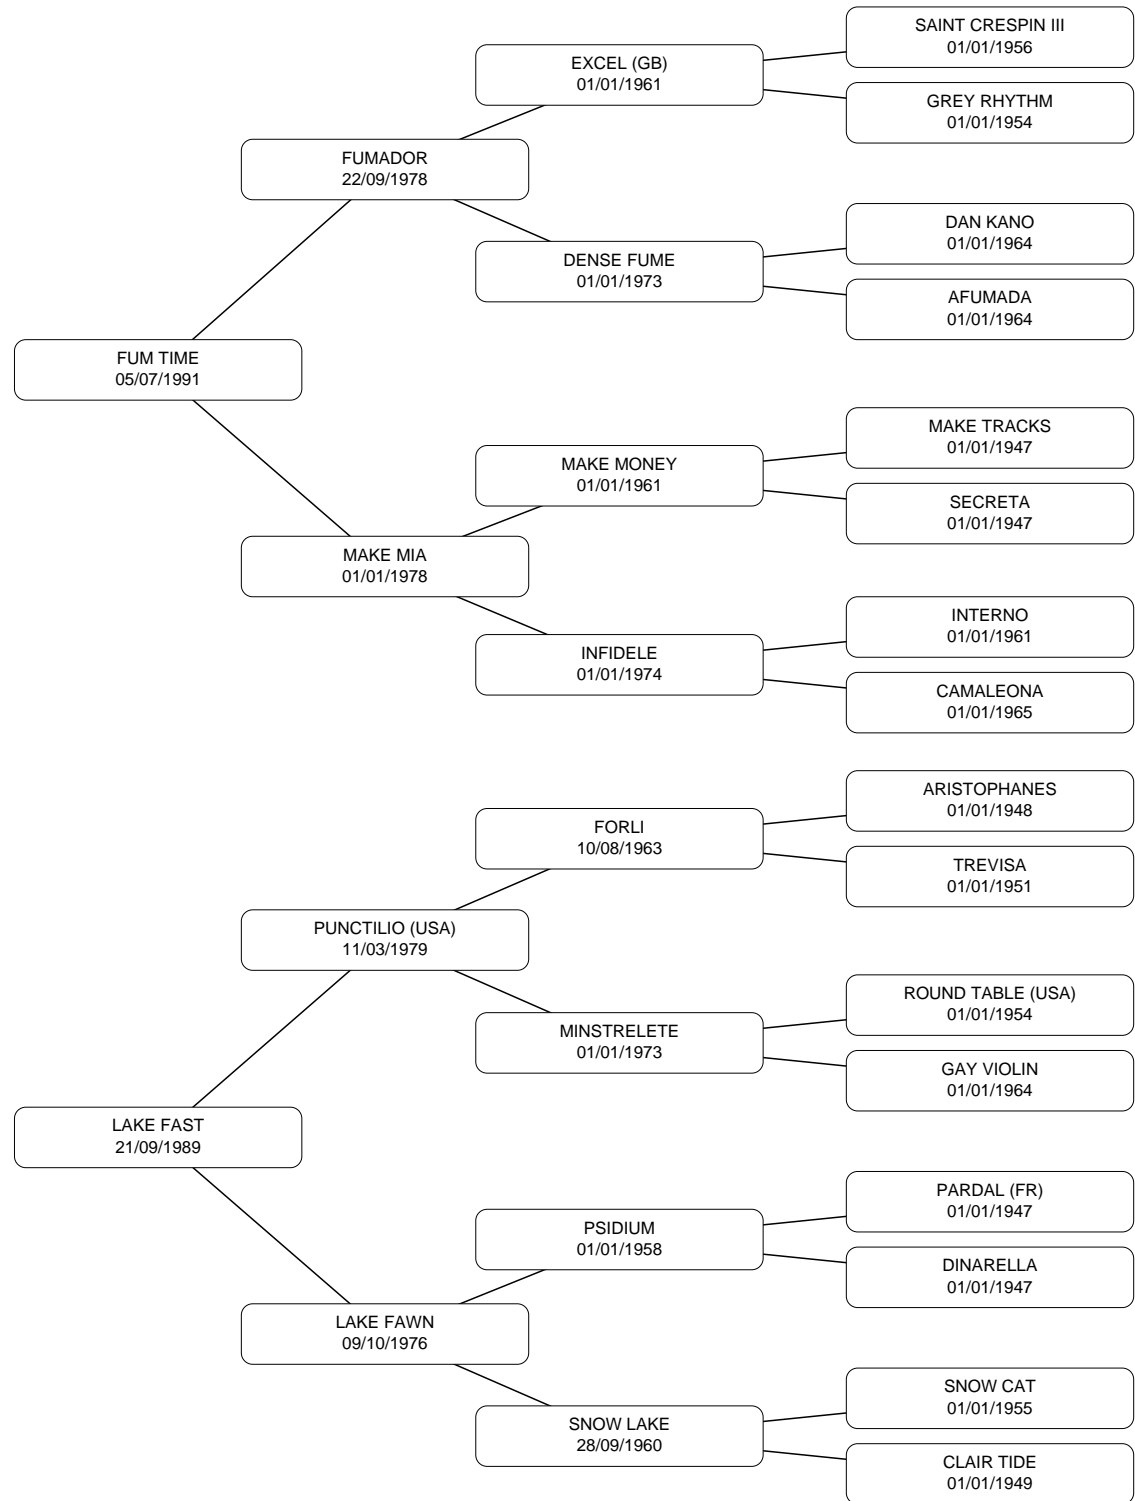 SAINT CRESPIN III
01/01/1956
EXCEL (GB)
01/01/1961
GREY RHYTHM
01/01/1954
FUMADOR
22/09/1978
DAN KANO
01/01/1964
DENSE FUME
01/01/1973
AFUMADA
01/01/1964
FUM TIME
05/07/1991
MAKE TRACKS
01/01/1947
MAKE MONEY
01/01/1961
SECRETA
01/01/1947
MAKE MIA
01/01/1978
INTERNO
01/01/1961
INFIDELE
01/01/1974
CAMALEONA
01/01/1965
ARISTOPHANES
01/01/1948
FORLI
10/08/1963
TREVISA
01/01/1951
PUNCTILIO (USA)
11/03/1979
ROUND TABLE (USA)
01/01/1954
MINSTRELETE
01/01/1973
GAY VIOLIN
01/01/1964
LAKE FAST
21/09/1989
PARDAL (FR)
01/01/1947
PSIDIUM
01/01/1958
DINARELLA
01/01/1947
LAKE FAWN
09/10/1976
SNOW CAT
01/01/1955
SNOW LAKE
28/09/1960
CLAIR TIDE
01/01/1949